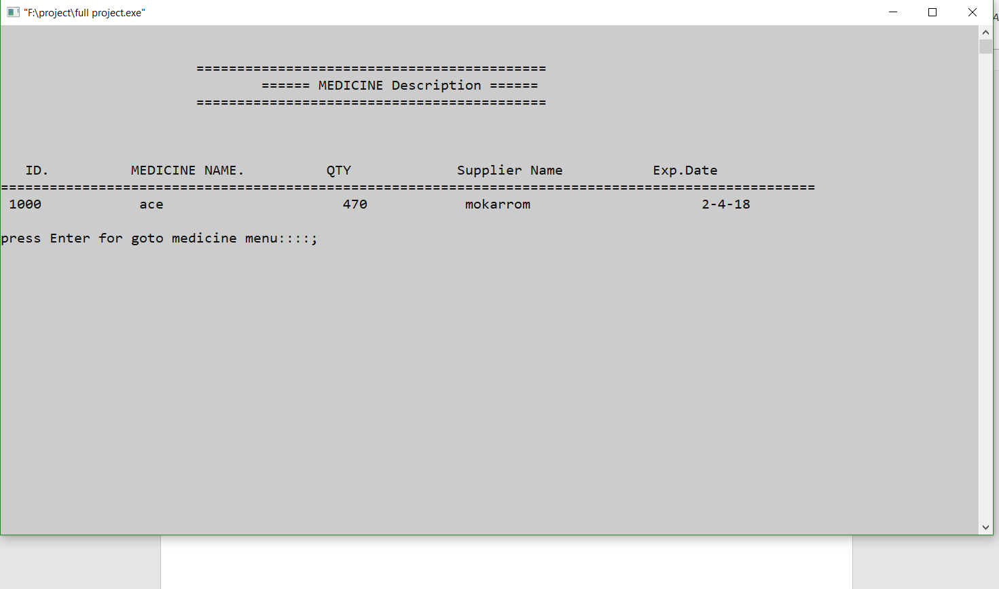 "F:\project\full project.exe"
A
===========================================
====== MEDICINE Description ======
===========================================
ID. MEDICINE NAME. QTY Supplier Name Exp.Date
====================================================================================================
1000 ace 470 mokarrom 2-4-18
press Enter for goto medicine menu::::;